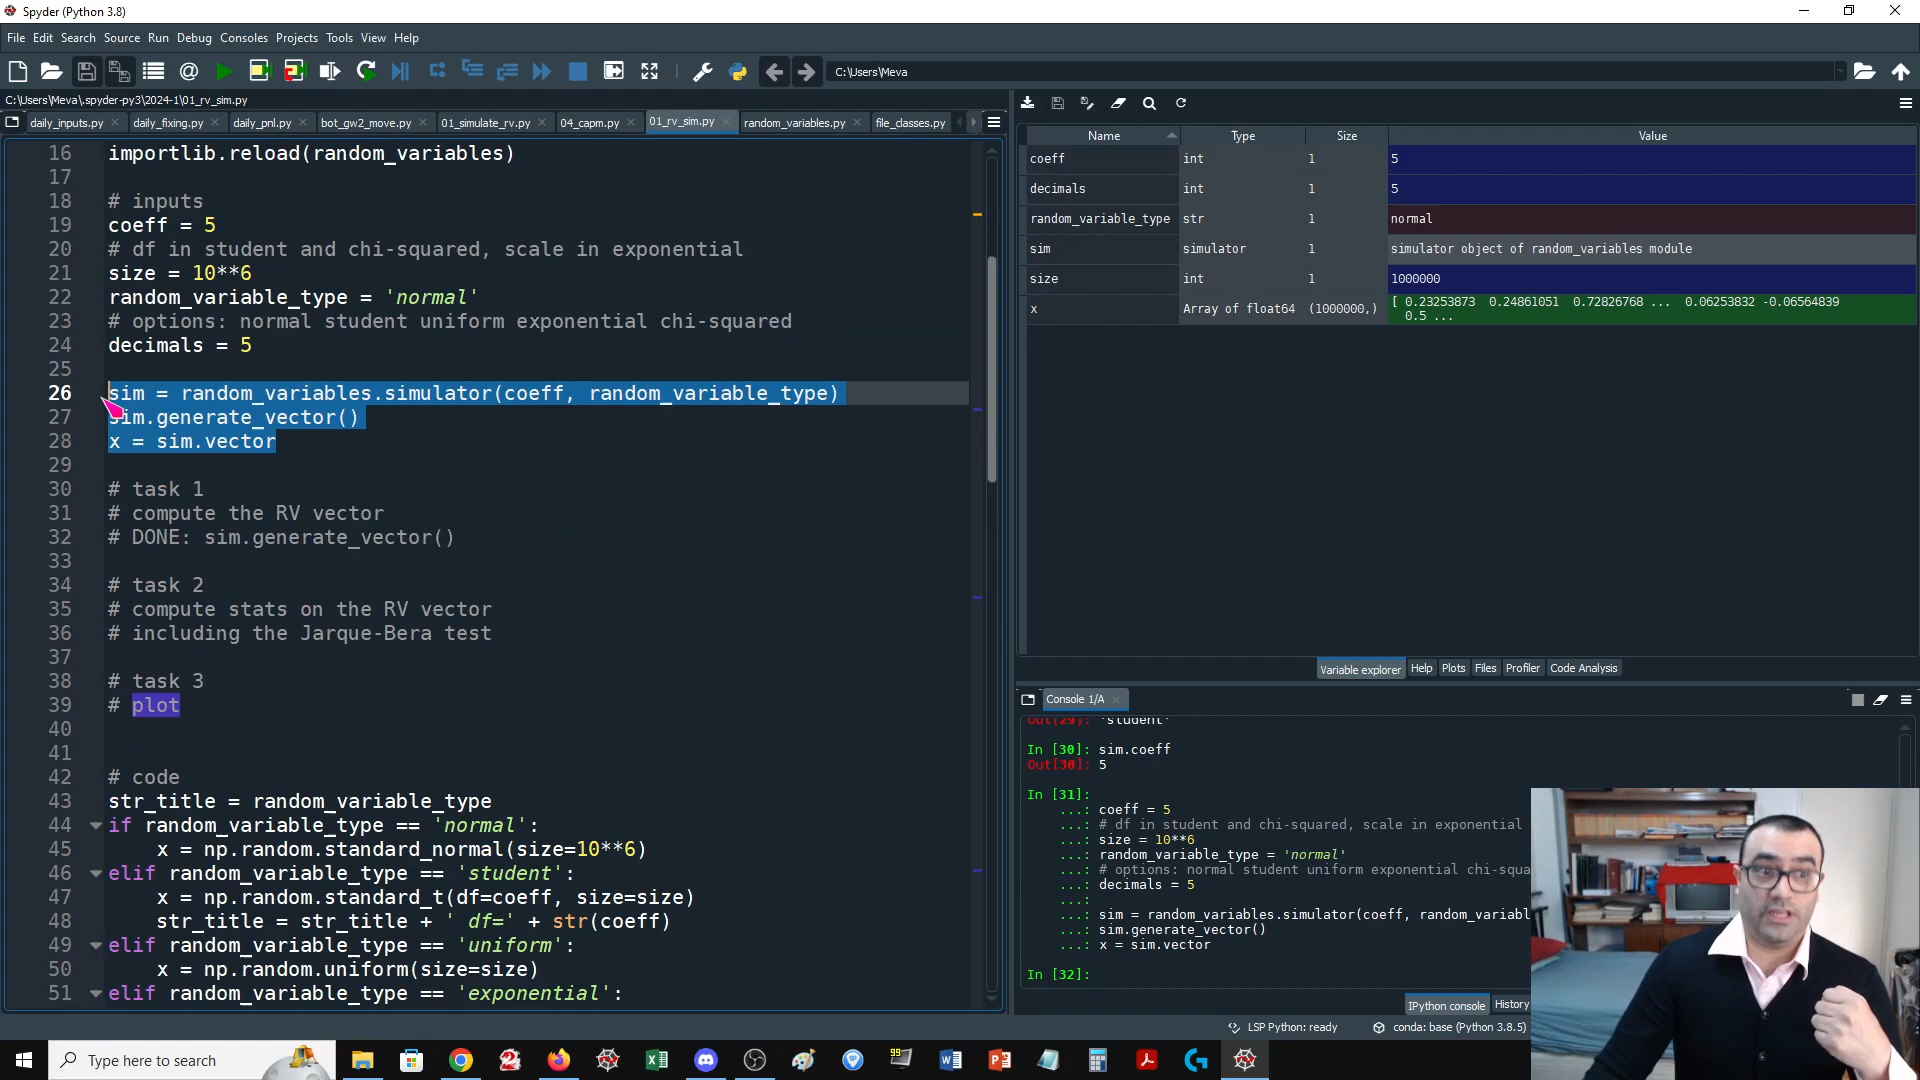 Spyder (Python 3.8)
File Edit Search Source Run Debug Consoles Projects Tools View Help
C:\Users\Meva
C:\Users\Meva\.spyder-py3\2024-1\01_rv_sim.py
daily_inputs.py daily_fixing.py daily_pnl.py bot_gw2_move.py 01_simulate_rv.py 04_capm.py 01_rv_sim.py random_variables.py file_classes.py
16 importlib.reload(random_variables)
17
18 # inputs
19 coeff = 5
20 # df in student and chi-squared, scale in exponential
21 size = 10**6
22 random_variable_type = 'normal'
23 # options: normal student uniform exponential chi-squared
24 decimals = 5
25
26 sim = random_variables.simulator(coeff, random_variable_type)
27 sim.generate_vector()
28 x = sim.vector
29
30 # task 1
31 # compute the RV vector
32 # DONE: sim.generate_vector()
33
34 # task 2
35 # compute stats on the RV vector
36 # including the Jarque-Bera test
37
38 # task 3
39 # plot
40
41
42 # code
43 str_title = random_variable_type
44 if random_variable_type == 'normal':
45 x = np.random.standard_normal(size=10**6)
46 elif random_variable_type == 'student':
47 x = np.random.standard_t(df=coeff, size=size)
48 str_title = str_title + ' df=' + str(coeff)
49 elif random_variable_type == 'uniform':
50 x = np.random.uniform(size=size)
51 elif random_variable_type == 'exponential':
Name Type Size Value
coeff int 1 5
decimals int 1 5
random_variable_type str 1 normal
sim simulator 1 simulator object of random_variables module
size int 1 1000000
x Array of float64 (1000000,) [ 0.23253873 0.24861051 0.72826768 ... 0.06253832 -0.06564839
0.5 ...
Variable explorer Help Plots Files Profiler Code Analysis
Console 1/A
Out[29]: 'student'
In [30]: sim.coeff
Out[30]: 5
In [31]:
...: coeff = 5
...: # df in student and chi-squared, scale in exponential
...: size = 10**6
...: random_variable_type = 'normal'
...: # options: normal student uniform exponential chi-squa
...: decimals = 5
...:
...: sim = random_variables.simulator(coeff, random_variabl
...: sim.generate_vector()
...: x = sim.vector
In [32]:
IPython console History
LSP Python: ready conda: base (Python 3.8.5)
Type here to search
99